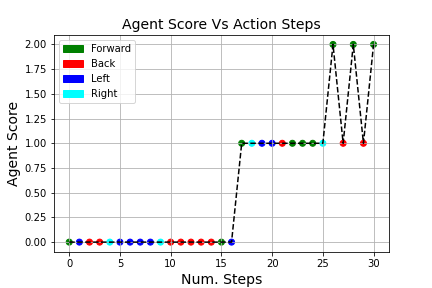 Agent Score Vs Action Steps
Agent Score
2.00
1.75
1.50
1.25
1.00
0.75
0.50
0.25
0.00
Forward
Back
Left
Right
0 5 10 15 20 25 30
Num. Steps